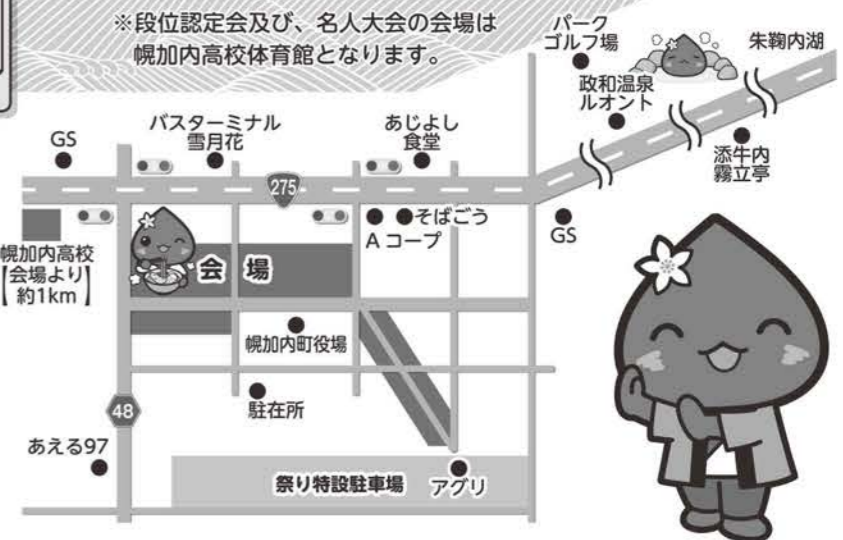 ※段位認定会及び、名人大会の会場は
幌加内高校体育館となります。
パーク
ゴルフ場
朱鞠内湖
政和温泉
ルオント
添牛内
霧立亭
GS
バスターミナル
雪月花
あじよし
食堂
275
そばごう
A コープ
GS
幌加内高校
【会場より
約1km】
会 場
幌加内町役場
駐在所
48
あえる97
祭り特設駐車場
アグリ